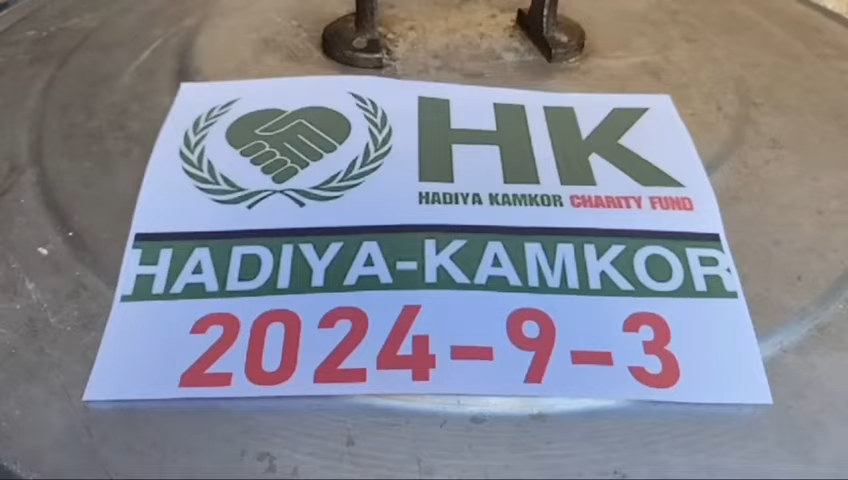 HK
HADIYA KAMKOR CHARITY FUND
HADIYA-KAMKOR
2024-9-3